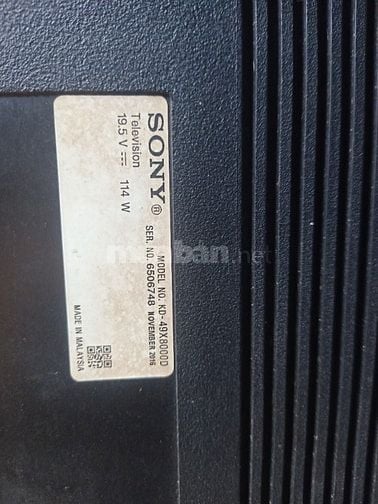 SONY®
MODEL NO. KD-49X8000D
Television
SER. NO. 6506748 NOVEMBER 2016
19.5 V ⎓ 114 W
MADE IN MALAYSIA